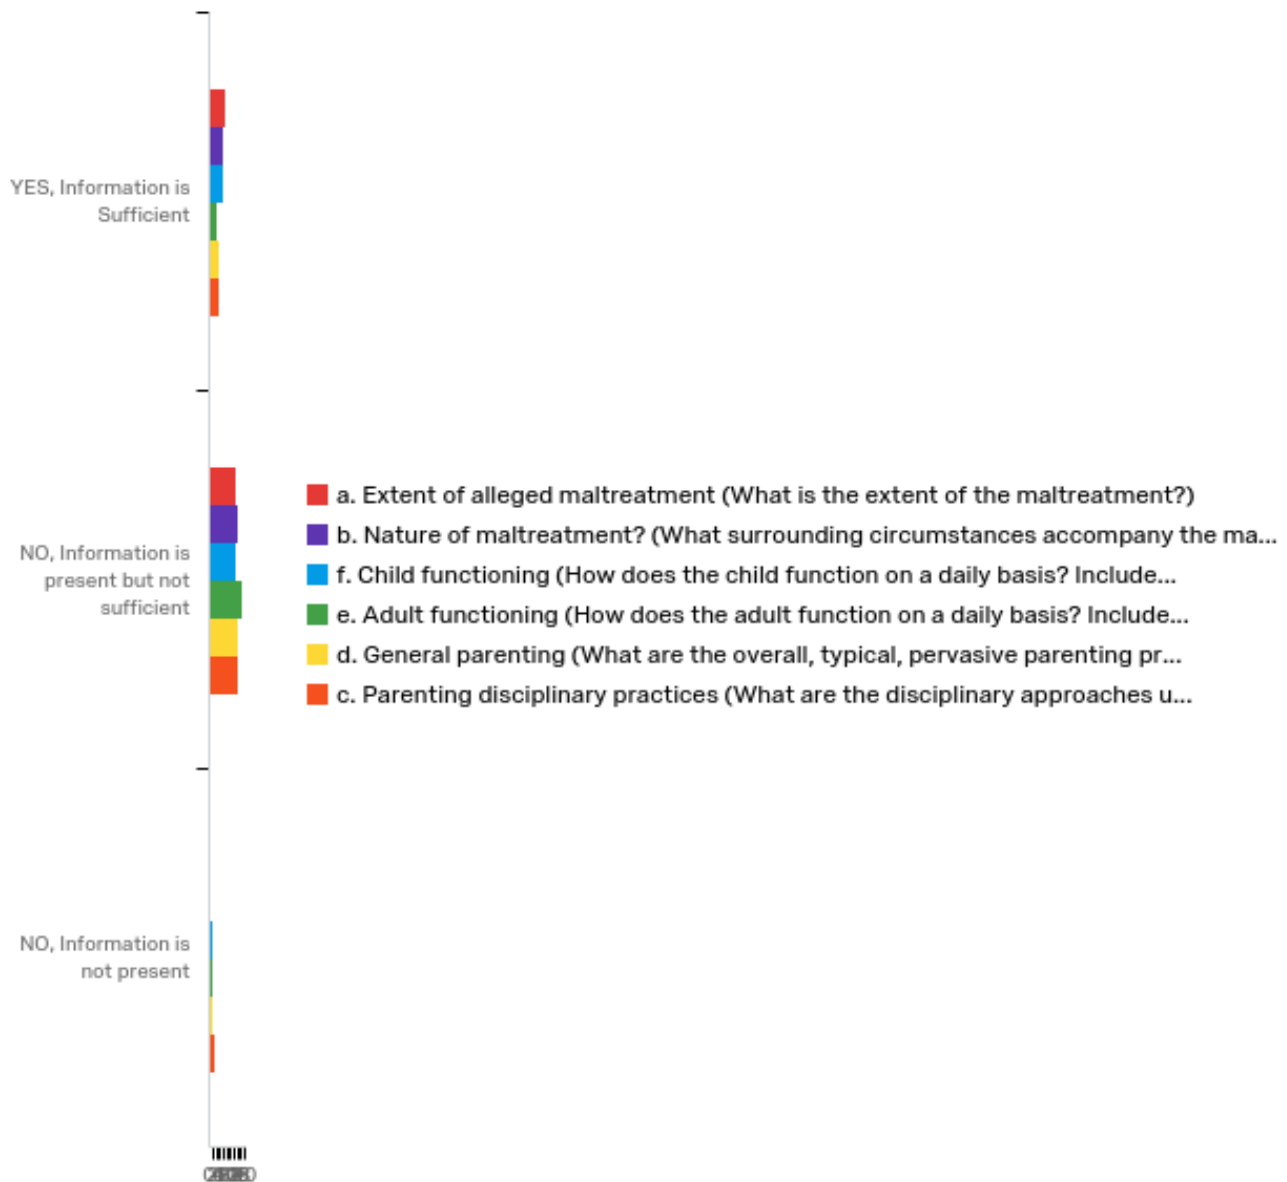 YES, Information is
Sufficient
NO, Information is
present but not
sufficient
a. Extent of alleged maltreatment (What is the extent of the maltreatment?)
b. Nature of maltreatment? (What surrounding circumstances accompany the ma...
f. Child functioning (How does the child function on a daily basis? Include...
e. Adult functioning (How does the adult function on a daily basis? Include...
d. General parenting (What are the overall, typical, pervasive parenting pr...
c. Parenting disciplinary practices (What are the disciplinary approaches u...
NO, Information is
not present